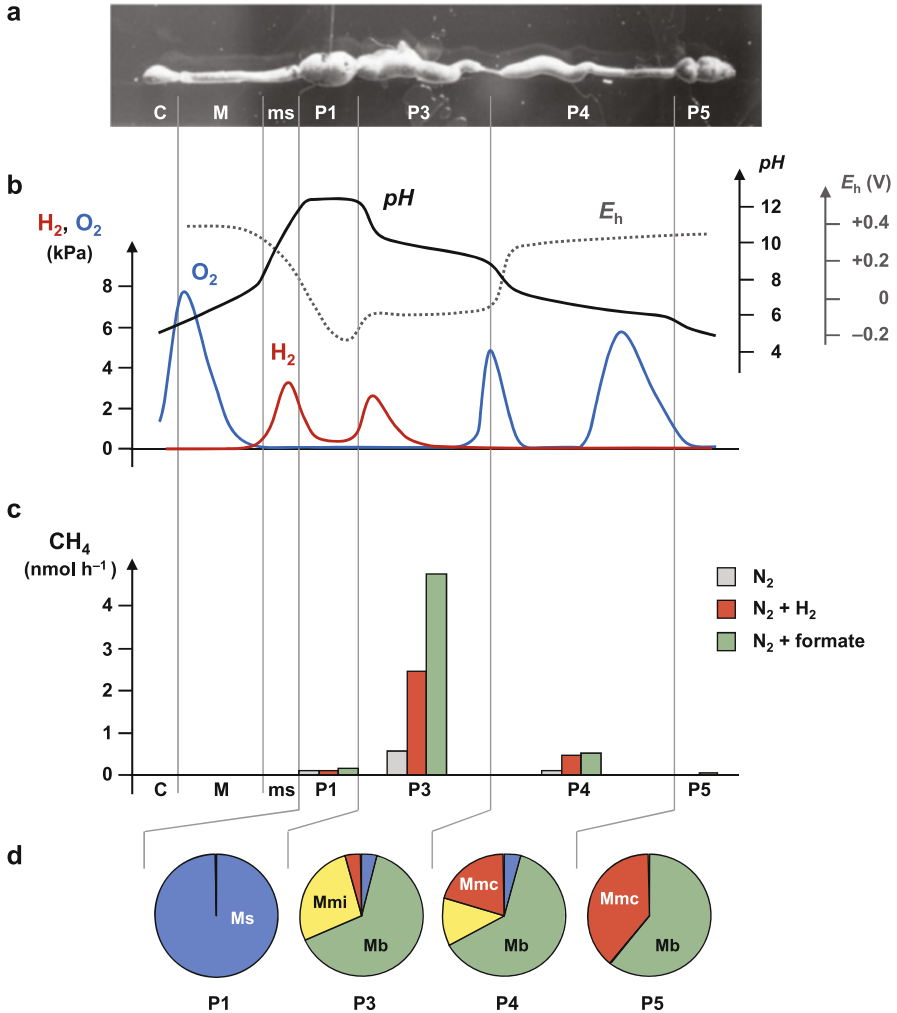 a
C M ms P1 P3 P4 P5
b
H₂, O₂
(kPa)
pH
Eh (V)
pH
Eh
O₂
H₂
8
6
4
2
0
12
10
8
6
4
+0.4
+0.2
0
–0.2
c
CH₄
(nmol h⁻¹)
4
3
2
1
0
N₂
N₂ + H₂
N₂ + formate
C M ms P1 P3 P4 P5
d
Ms
Mmi
Mb
Mmc
Mb
Mmc
Mb
P1 P3 P4 P5